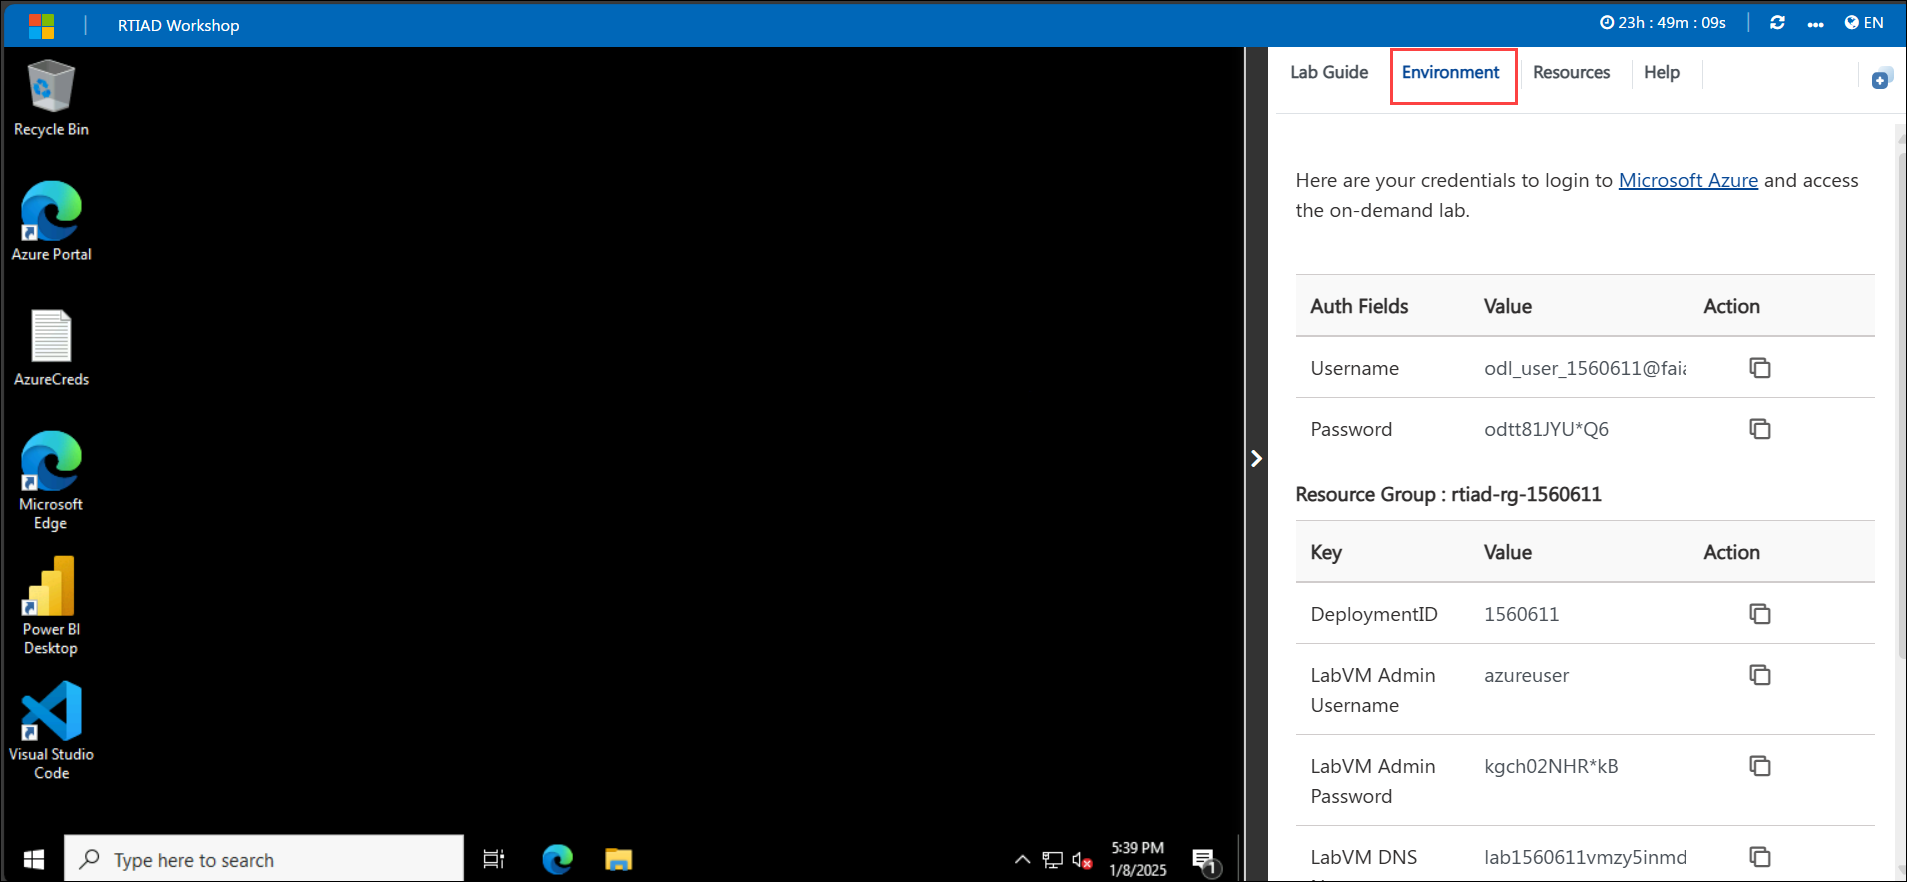 RTIAD Workshop
23h : 49m : 09s
EN
Recycle Bin
Azure Portal
AzureCreds
Microsoft
Edge
Power BI
Desktop
Visual Studio
Code
Type here to search
5:39 PM
1/8/2025
1
Lab Guide
Environment
Resources
Help
Here are your credentials to login to Microsoft Azure and access
the on-demand lab.
Auth Fields Value Action
Username odl_user_1560611@faia
Password odtt81JYU*Q6
Resource Group : rtiad-rg-1560611
Key Value Action
DeploymentID 1560611
LabVM Admin azureuser
Username
LabVM Admin kgch02NHR*kB
Password
LabVM DNS lab1560611vmzy5inmd